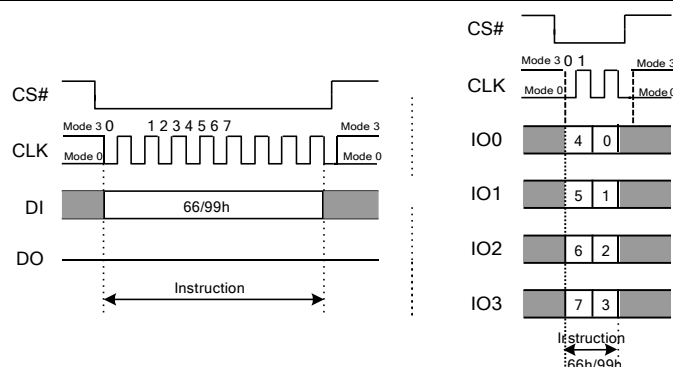 CS#
Mode 3 0 1 2 3 4 5 6 7 Mode 3
CLK
Mode 0 Mode 0
DI 66/99h
DO
Instruction
CS#
Mode 3 0 1 Mode 3
CLK
Mode 0 Mode 0
IO0 4 0
IO1 5 1
IO2 6 2
IO3 7 3
Instruction
66h/99h